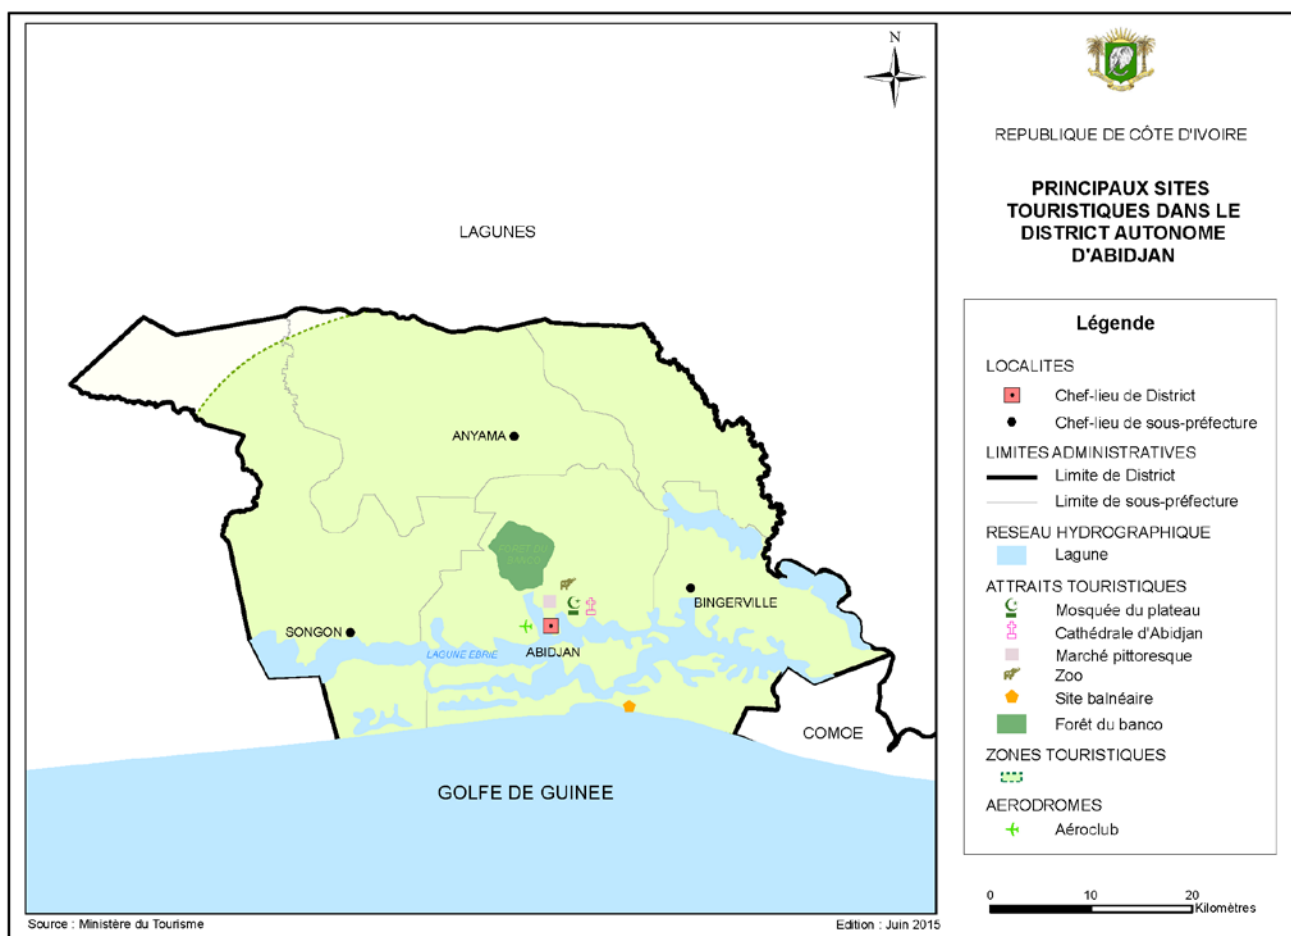 N
LAGUNES
ANYAMA
FORET DU
BANCO
BINGERVILLE
SONGON
LAGUNE EBRIE
ABIDJAN
COMOE
GOLFE DE GUINEE
Source : Ministère du Tourisme
Edition : Juin 2015
REPUBLIQUE DE CÔTE D'IVOIRE
PRINCIPAUX SITES
TOURISTIQUES DANS LE
DISTRICT AUTONOME
D'ABIDJAN
Légende
LOCALITES
Chef-lieu de District
Chef-lieu de sous-préfecture
LIMITES ADMINISTRATIVES
Limite de District
Limite de sous-préfecture
RESEAU HYDROGRAPHIQUE
Lagune
ATTRAITS TOURISTIQUES
Mosquée du plateau
Cathédrale d'Abidjan
Marché pittoresque
Zoo
Site balnéaire
Forêt du banco
ZONES TOURISTIQUES
AERODROMES
Aéroclub
0 10 20
Kilomètres